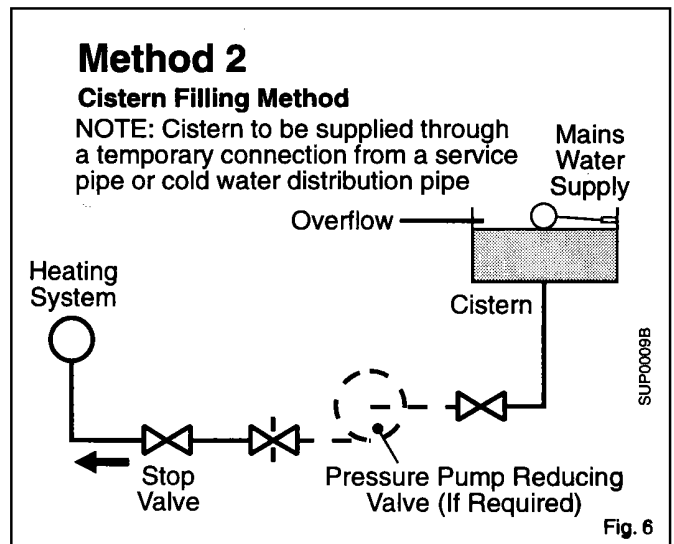 Method 2
Cistern Filling Method
NOTE: Cistern to be supplied through
a temporary connection from a service
pipe or cold water distribution pipe
Mains
Water
Supply
Overflow
Heating
System
Cistern
SUP0009B
Stop
Valve
Pressure Pump Reducing
Valve (If Required)
Fig. 6